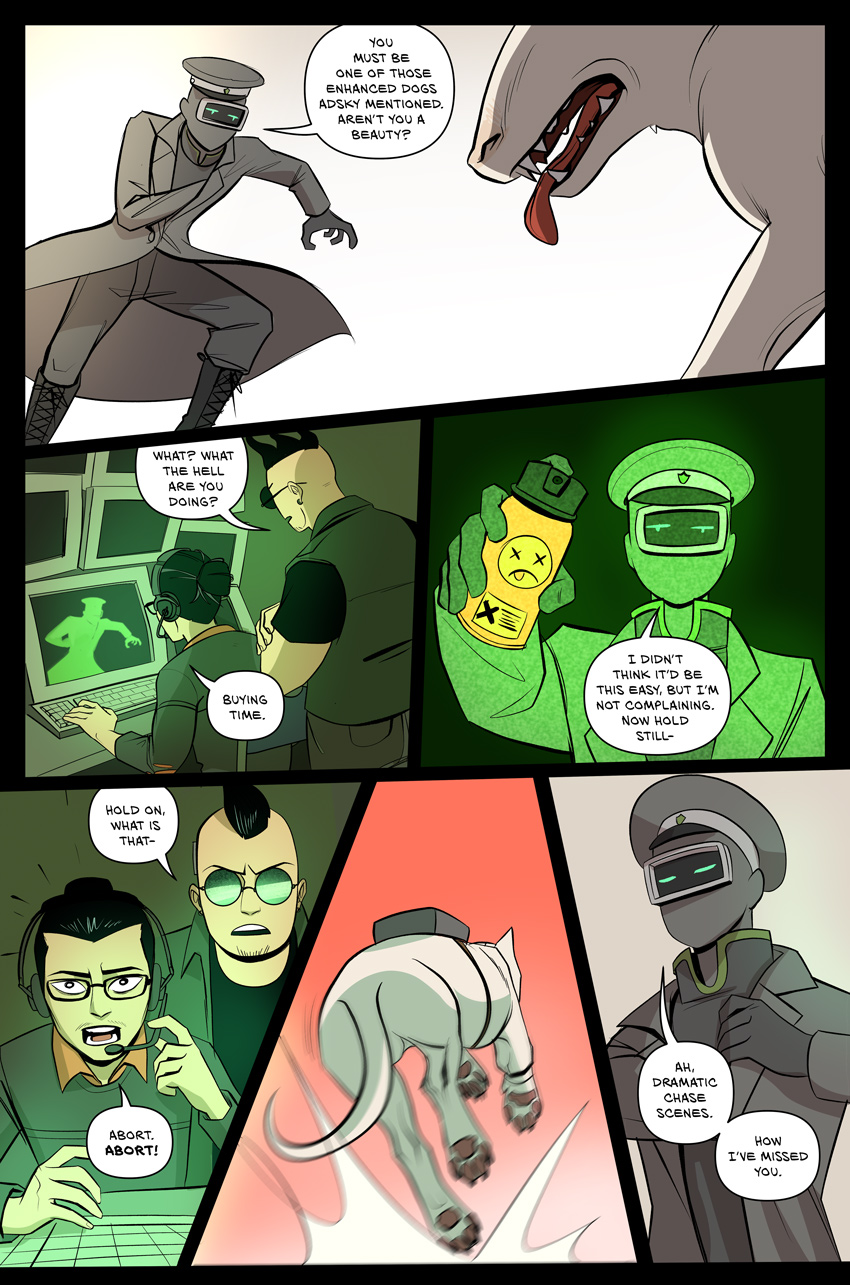 YOU
MUST BE
ONE OF THOSE
ENHANCED DOGS
ADSKY MENTIONED.
AREN'T YOU A
BEAUTY?
WHAT? WHAT
THE HELL
ARE YOU
DOING?
BUYING
TIME.
I DIDN'T
THINK IT'D BE
THIS EASY, BUT I'M
NOT COMPLAINING.
NOW HOLD
STILL-
HOLD ON,
WHAT IS
THAT-
ABORT.
ABORT!
AH,
DRAMATIC
CHASE
SCENES.
HOW
I'VE MISSED
YOU.